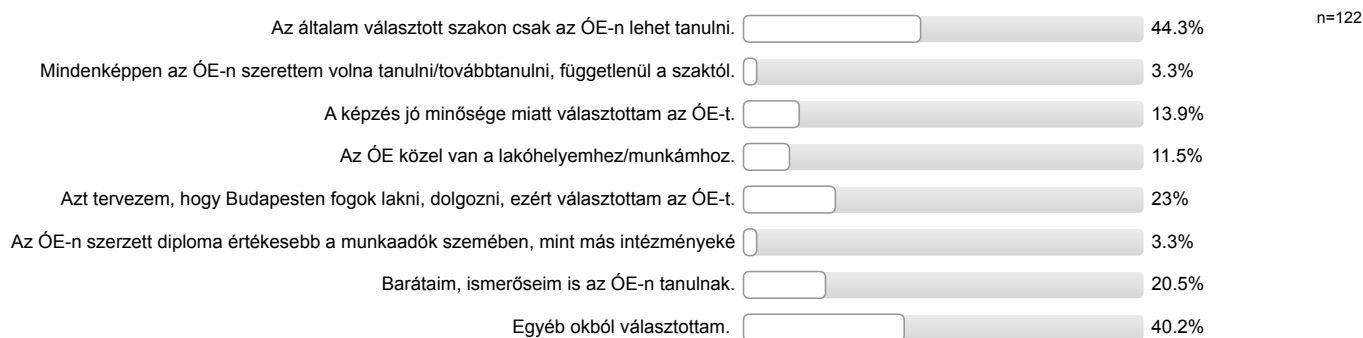 Az általam választott szakon csak az ÓE-n lehet tanulni. 44.3% n=122
Mindenképpen az ÓE-n szerettem volna tanulni/továbbtanulni, függetlenül a szaktól. 3.3%
A képzés jó minősége miatt választottam az ÓE-t. 13.9%
Az ÓE közel van a lakóhelyemhez/munkámhoz. 11.5%
Azt tervezem, hogy Budapesten fogok lakni, dolgozni, ezért választottam az ÓE-t. 23%
Az ÓE-n szerzett diploma értékesebb a munkaadók szemében, mint más intézményeké 3.3%
Barátaim, ismerőseim is az ÓE-n tanulnak. 20.5%
Egyéb okból választottam. 40.2%